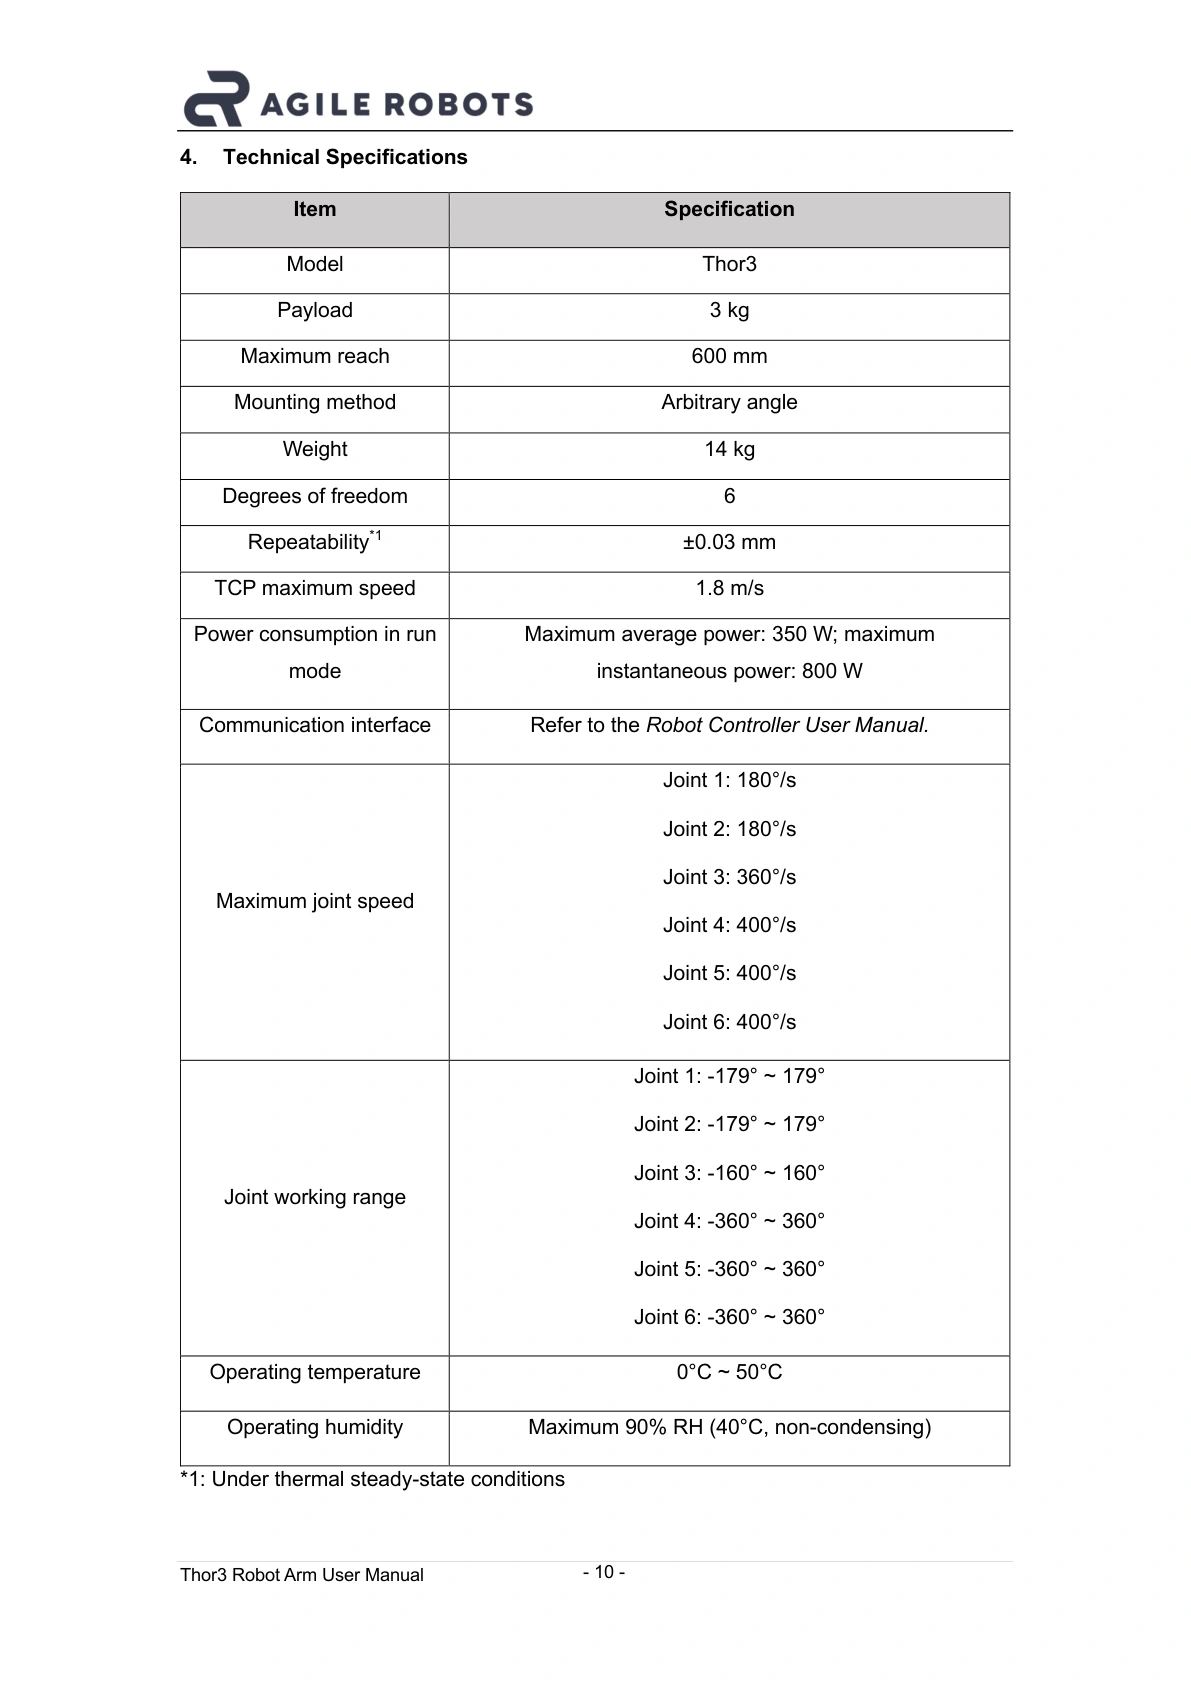 AGILE ROBOTS
4. Technical Specifications
Item Specification
Model Thor3
Payload 3 kg
Maximum reach 600 mm
Mounting method Arbitrary angle
Weight 14 kg
Degrees of freedom 6
Repeatability*1 ±0.03 mm
TCP maximum speed 1.8 m/s
Power consumption in run mode
Maximum average power: 350 W; maximum
instantaneous power: 800 W
Communication interface Refer to the Robot Controller User Manual.
Maximum joint speed
Joint 1: 180°/s
Joint 2: 180°/s
Joint 3: 360°/s
Joint 4: 400°/s
Joint 5: 400°/s
Joint 6: 400°/s
Joint working range
Joint 1: -179° ~ 179°
Joint 2: -179° ~ 179°
Joint 3: -160° ~ 160°
Joint 4: -360° ~ 360°
Joint 5: -360° ~ 360°
Joint 6: -360° ~ 360°
Operating temperature 0°C ~ 50°C
Operating humidity Maximum 90% RH (40°C, non-condensing)
*1: Under thermal steady-state conditions
Thor3 Robot Arm User Manual - 10 -